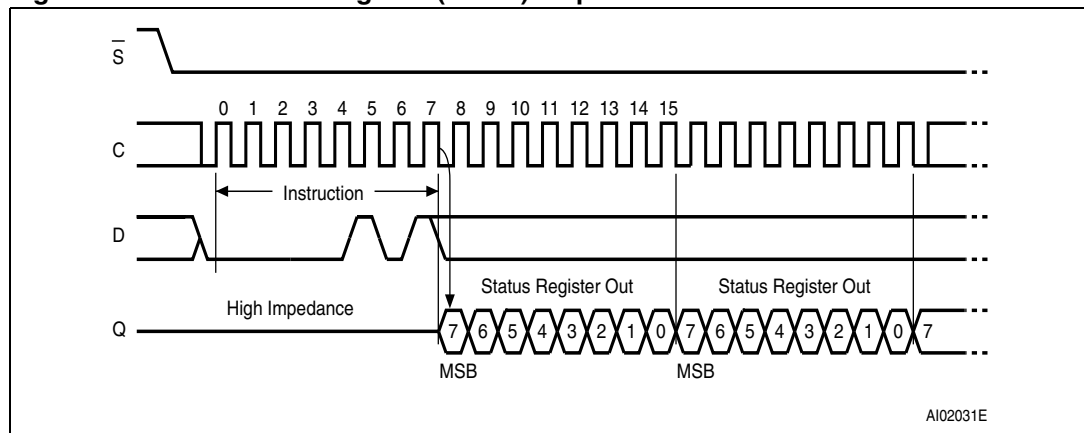 S
0 1 2 3 4 5 6 7 8 9 10 11 12 13 14 15
C
Instruction
D
Status Register Out Status Register Out
High Impedance
Q 7 6 5 4 3 2 1 0 7 6 5 4 3 2 1 0 7
MSB MSB
AI02031E